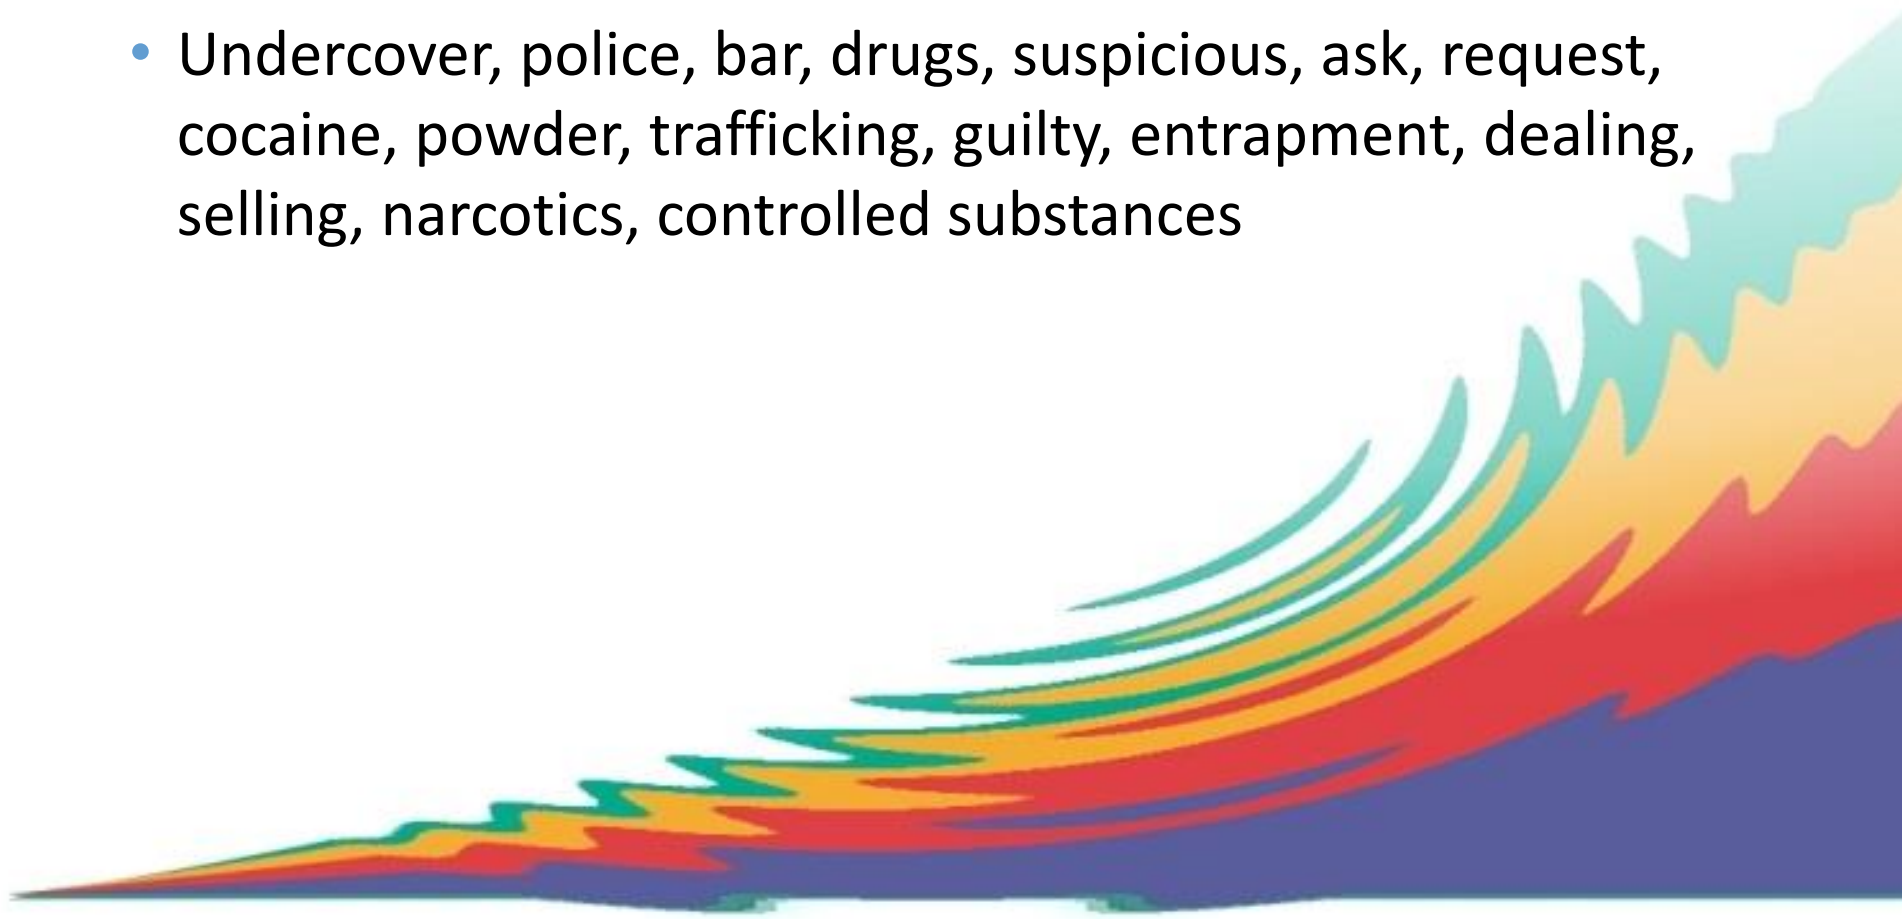 • Undercover, police, bar, drugs, suspicious, ask, request,
cocaine, powder, trafficking, guilty, entrapment, dealing,
selling, narcotics, controlled substances